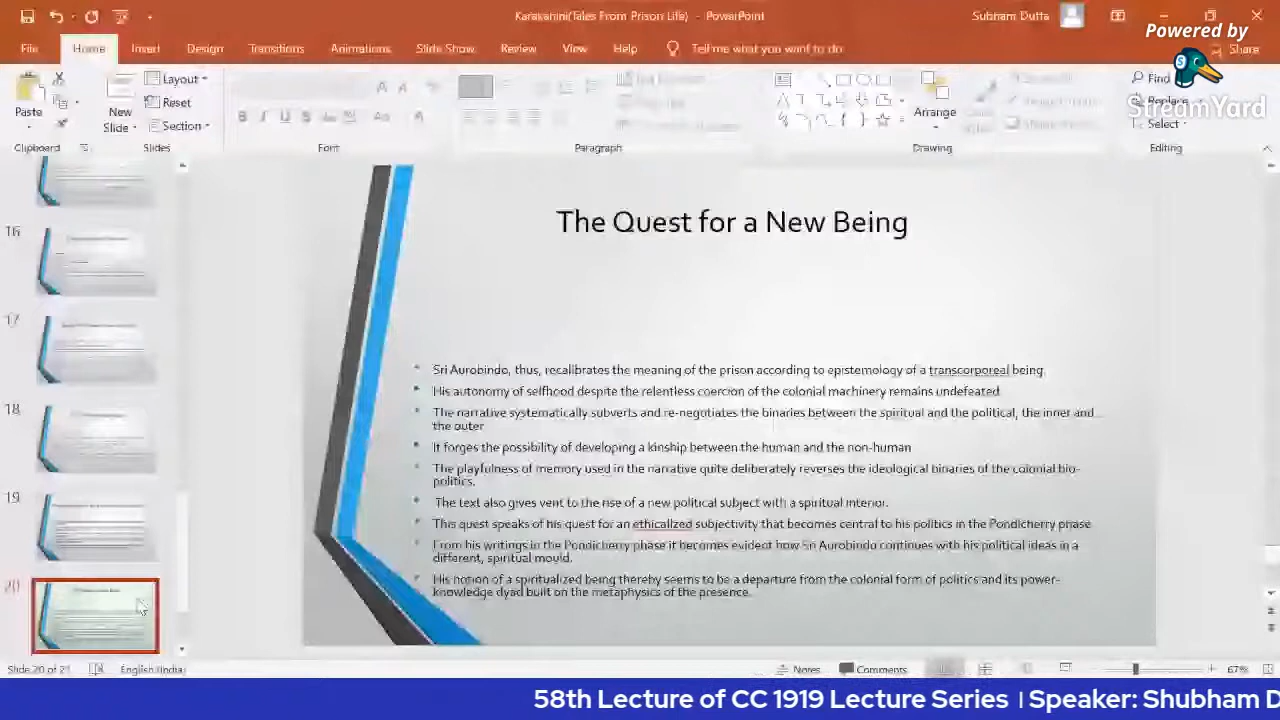 Karakahini(Tales From Prison Life) - PowerPoint
Subham Dutta
Powered by
StreamYard
File Home Insert Design Transitions Animations Slide Show Review View Help Tell me what you want to do Share
Paste
New
Slide
Layout
Reset
Section
Arrange
Find
Replace
Select
Clipboard Slides Font Paragraph Drawing Editing
16
17
18
19
20
The Quest for a New Being
Sri Aurobindo, thus, recalibrates the meaning of the prison according to epistemology of a transcorporeal being.
His autonomy of selfhood despite the relentless coercion of the colonial machinery remains undefeated
The narrative systematically subverts and re-negotiates the binaries between the spiritual and the political, the inner and
the outer
It forges the possibility of developing a kinship between the human and the non-human
The playfulness of memory used in the narrative quite deliberately reverses the ideological binaries of the colonial bio-
politics.
The text also gives vent to the rise of a new political subject with a spiritual interior.
This quest speaks of his quest for an ethicalized subjectivity that becomes central to his politics in the Pondicherry phase
From his writings in the Pondicherry phase it becomes evident how Sri Aurobindo continues with his political ideas in a
different, spiritual mould.
His notion of a spiritualized being thereby seems to be a departure from the colonial form of politics and its power-
knowledge dyad built on the metaphysics of the presence.
Slide 20 of 21 English (India) Notes Comments 67%
58th Lecture of CC 1919 Lecture Series | Speaker: Shubham D